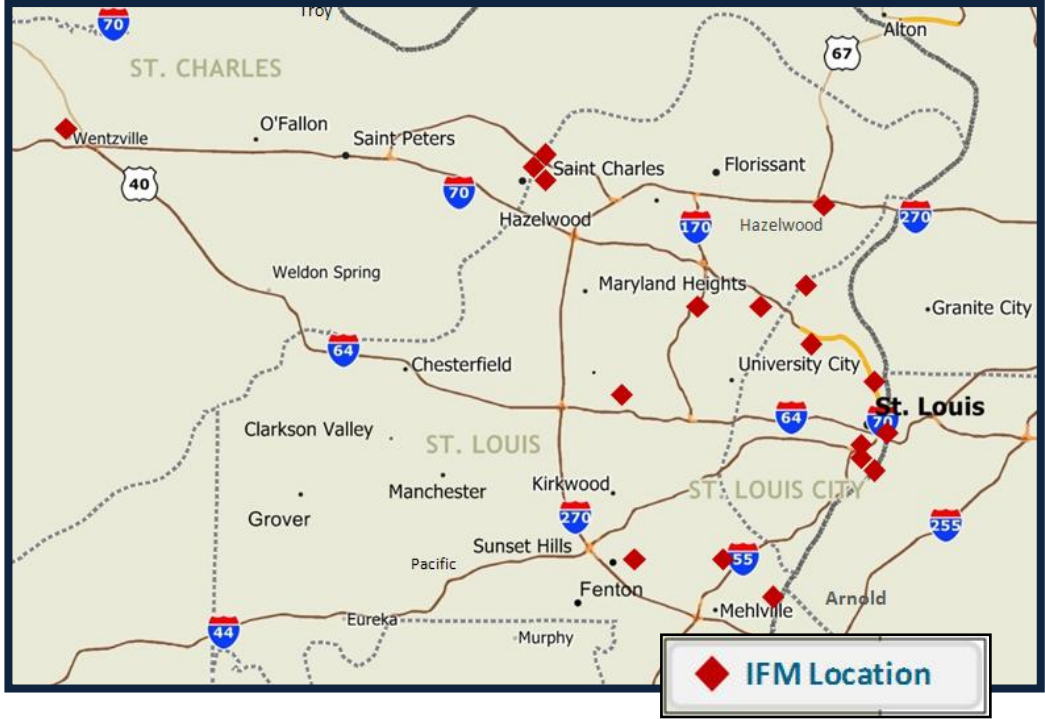 Troy
70
Alton
67
ST. CHARLES
O'Fallon
Wentzville
Saint Peters
40
70
Saint Charles
Florissant
Hazelwood
170
Hazelwood
270
Weldon Spring
Maryland Heights
Granite City
64
Chesterfield
University City
St. Louis
64
70
Clarkson Valley
ST. LOUIS
Kirkwood
Manchester
ST. LOUIS CITY
Grover
270
255
Sunset Hills
Pacific
55
Fenton
Arnold
Mehlville
Eureka
44
Murphy
IFM Location